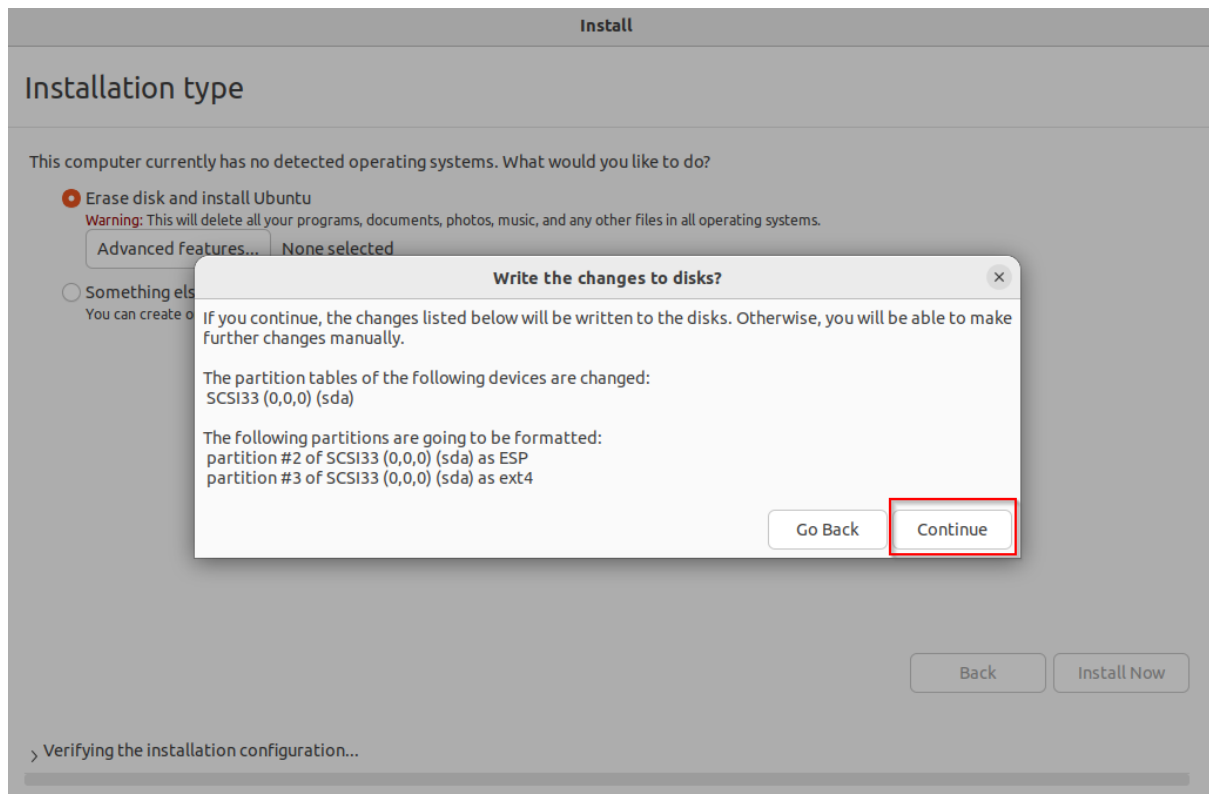 Install
Installation type
This computer currently has no detected operating systems. What would you like to do?
Erase disk and install Ubuntu
Warning: This will delete all your programs, documents, photos, music, and any other files in all operating systems.
Advanced features... None selected
Something els
You can create o
Write the changes to disks?
If you continue, the changes listed below will be written to the disks. Otherwise, you will be able to make
further changes manually.
The partition tables of the following devices are changed:
SCSI33 (0,0,0) (sda)
The following partitions are going to be formatted:
partition #2 of SCSI33 (0,0,0) (sda) as ESP
partition #3 of SCSI33 (0,0,0) (sda) as ext4
Go Back Continue
Back Install Now
Verifying the installation configuration...